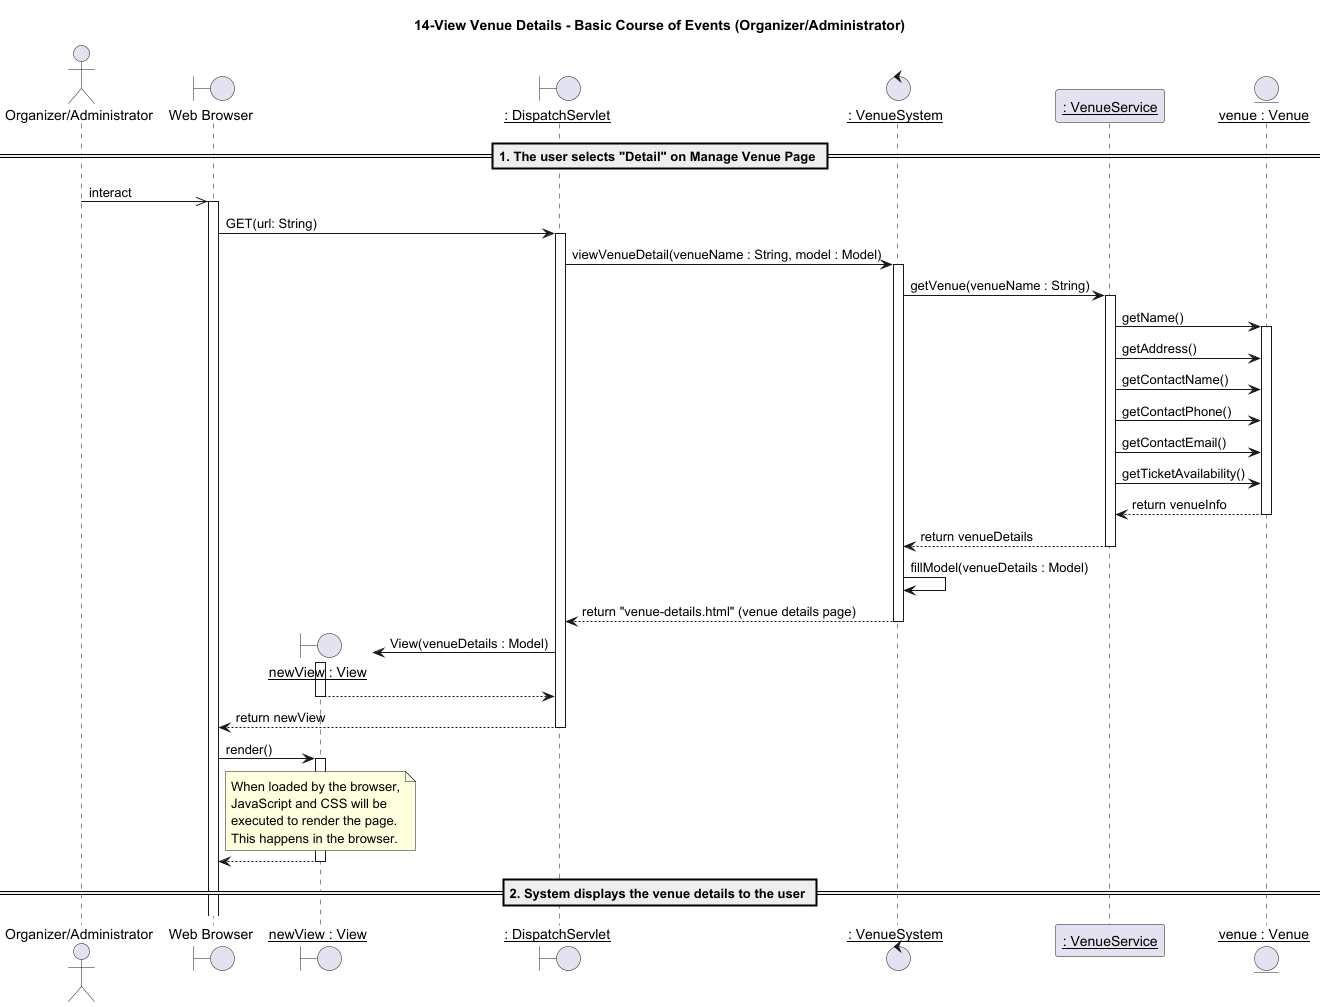 14-View Venue Details - Basic Course of Events (Organizer/Administrator)
Organizer/Administrator
Web Browser
: DispatchServlet
: VenueSystem
: VenueService
venue : Venue
1. The user selects "Detail" on Manage Venue Page
interact
GET(url: String)
viewVenueDetail(venueName : String, model : Model)
getVenue(venueName : String)
getName()
getAddress()
getContactName()
getContactPhone()
getContactEmail()
getTicketAvailability()
return venueInfo
return venueDetails
fillModel(venueDetails : Model)
return "venue-details.html" (venue details page)
View(venueDetails : Model)
newView : View
return newView
render()
When loaded by the browser,
JavaScript and CSS will be
executed to render the page.
This happens in the browser.
2. System displays the venue details to the user
Organizer/Administrator
Web Browser
newView : View
: DispatchServlet
: VenueSystem
: VenueService
venue : Venue